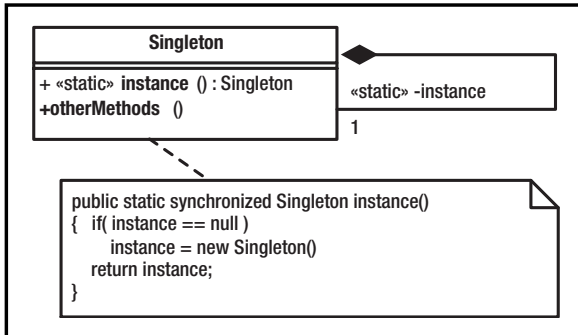 Singleton
+ «static» instance () : Singleton
+otherMethods ()
«static» -instance
1
public static synchronized Singleton instance()
{ if( instance == null )
instance = new Singleton()
return instance;
}